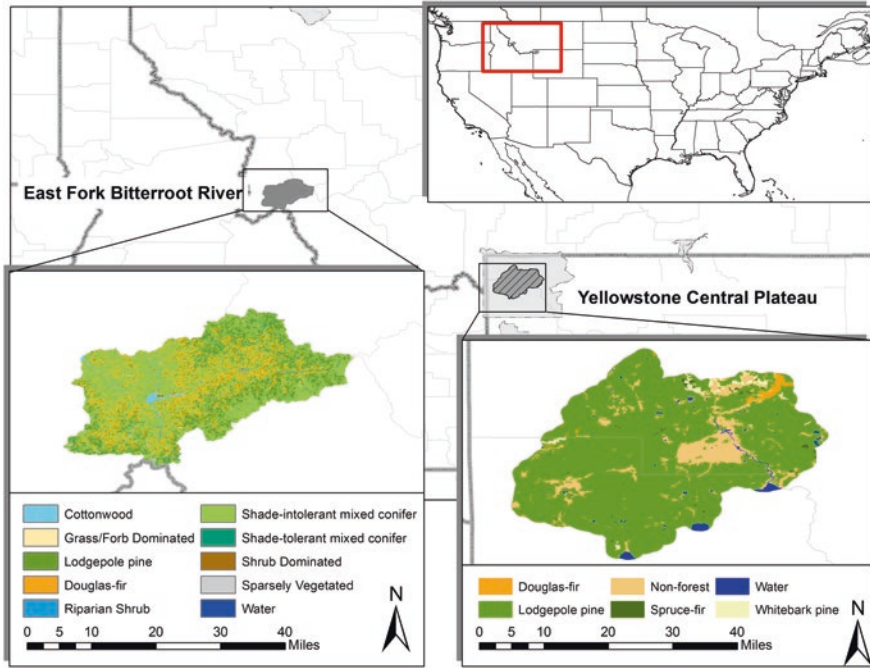 East Fork Bitterroot River
Yellowstone Central Plateau
Cottonwood
Grass/Forb Dominated
Lodgepole pine
Douglas-fir
Riparian Shrub
Shade-intolerant mixed conifer
Shade-tolerant mixed conifer
Shrub Dominated
Sparsely Vegetated
Water
N
0 5 10 20 30 40
Miles
Douglas-fir
Lodgepole pine
Non-forest
Spruce-fir
Water
Whitebark pine
N
0 5 10 20 30 40
Miles